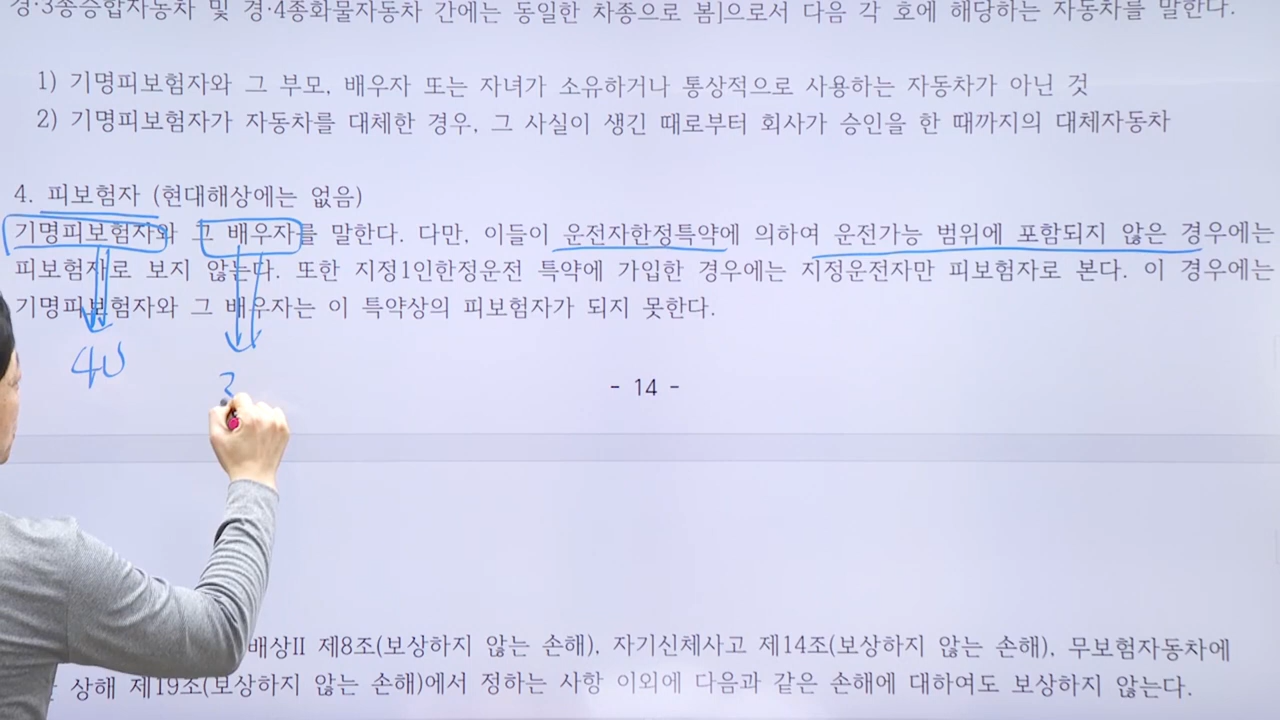 경·3종승합자동차 및 경·4종화물자동차 간에는 동일한 차종으로 봄]으로서 다음 각 호에 해당하는 자동차를 말한다.
1) 기명피보험자와 그 부모, 배우자 또는 자녀가 소유하거나 통상적으로 사용하는 자동차가 아닌 것
2) 기명피보험자가 자동차를 대체한 경우, 그 사실이 생긴 때로부터 회사가 승인을 한 때까지의 대체자동차
4. 피보험자 (현대해상에는 없음)
기명피보험자와 그 배우자를 말한다. 다만, 이들이 운전자한정특약에 의하여 운전가능 범위에 포함되지 않은 경우에는
피보험자로 보지 않는다. 또한 지정1인한정운전 특약에 가입한 경우에는 지정운전자만 피보험자로 본다. 이 경우에는
기명피보험자와 그 배우자는 이 특약상의 피보험자가 되지 못한다.
40
- 14 -
배상II 제8조(보상하지 않는 손해), 자기신체사고 제14조(보상하지 않는 손해), 무보험자동차에
상해 제19조(보상하지 않는 손해)에서 정하는 사항 이외에 다음과 같은 손해에 대하여도 보상하지 않는다.